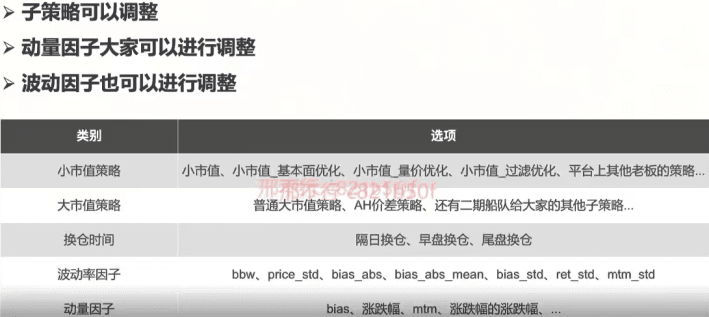 ➢ 子策略可以调整
➢ 动量因子大家可以进行调整
➢ 波动因子也可以进行调整
类别 选项
小市值策略 小市值、小市值_基本面优化、小市值_量价优化、小市值_过滤优化、平台上其他老板的策略...
大市值策略 普通大市值策略、AH价差策略、还有二期船队给大家的其他子策略...
换仓时间 隔日换仓、早盘换仓、尾盘换仓
波动率因子 bbw、price_std、bias_abs、bias_abs_mean、bias_std、ret_std、mtm_std
动量因子 bias、涨跌幅、mtm、涨跌幅的涨跌幅、...